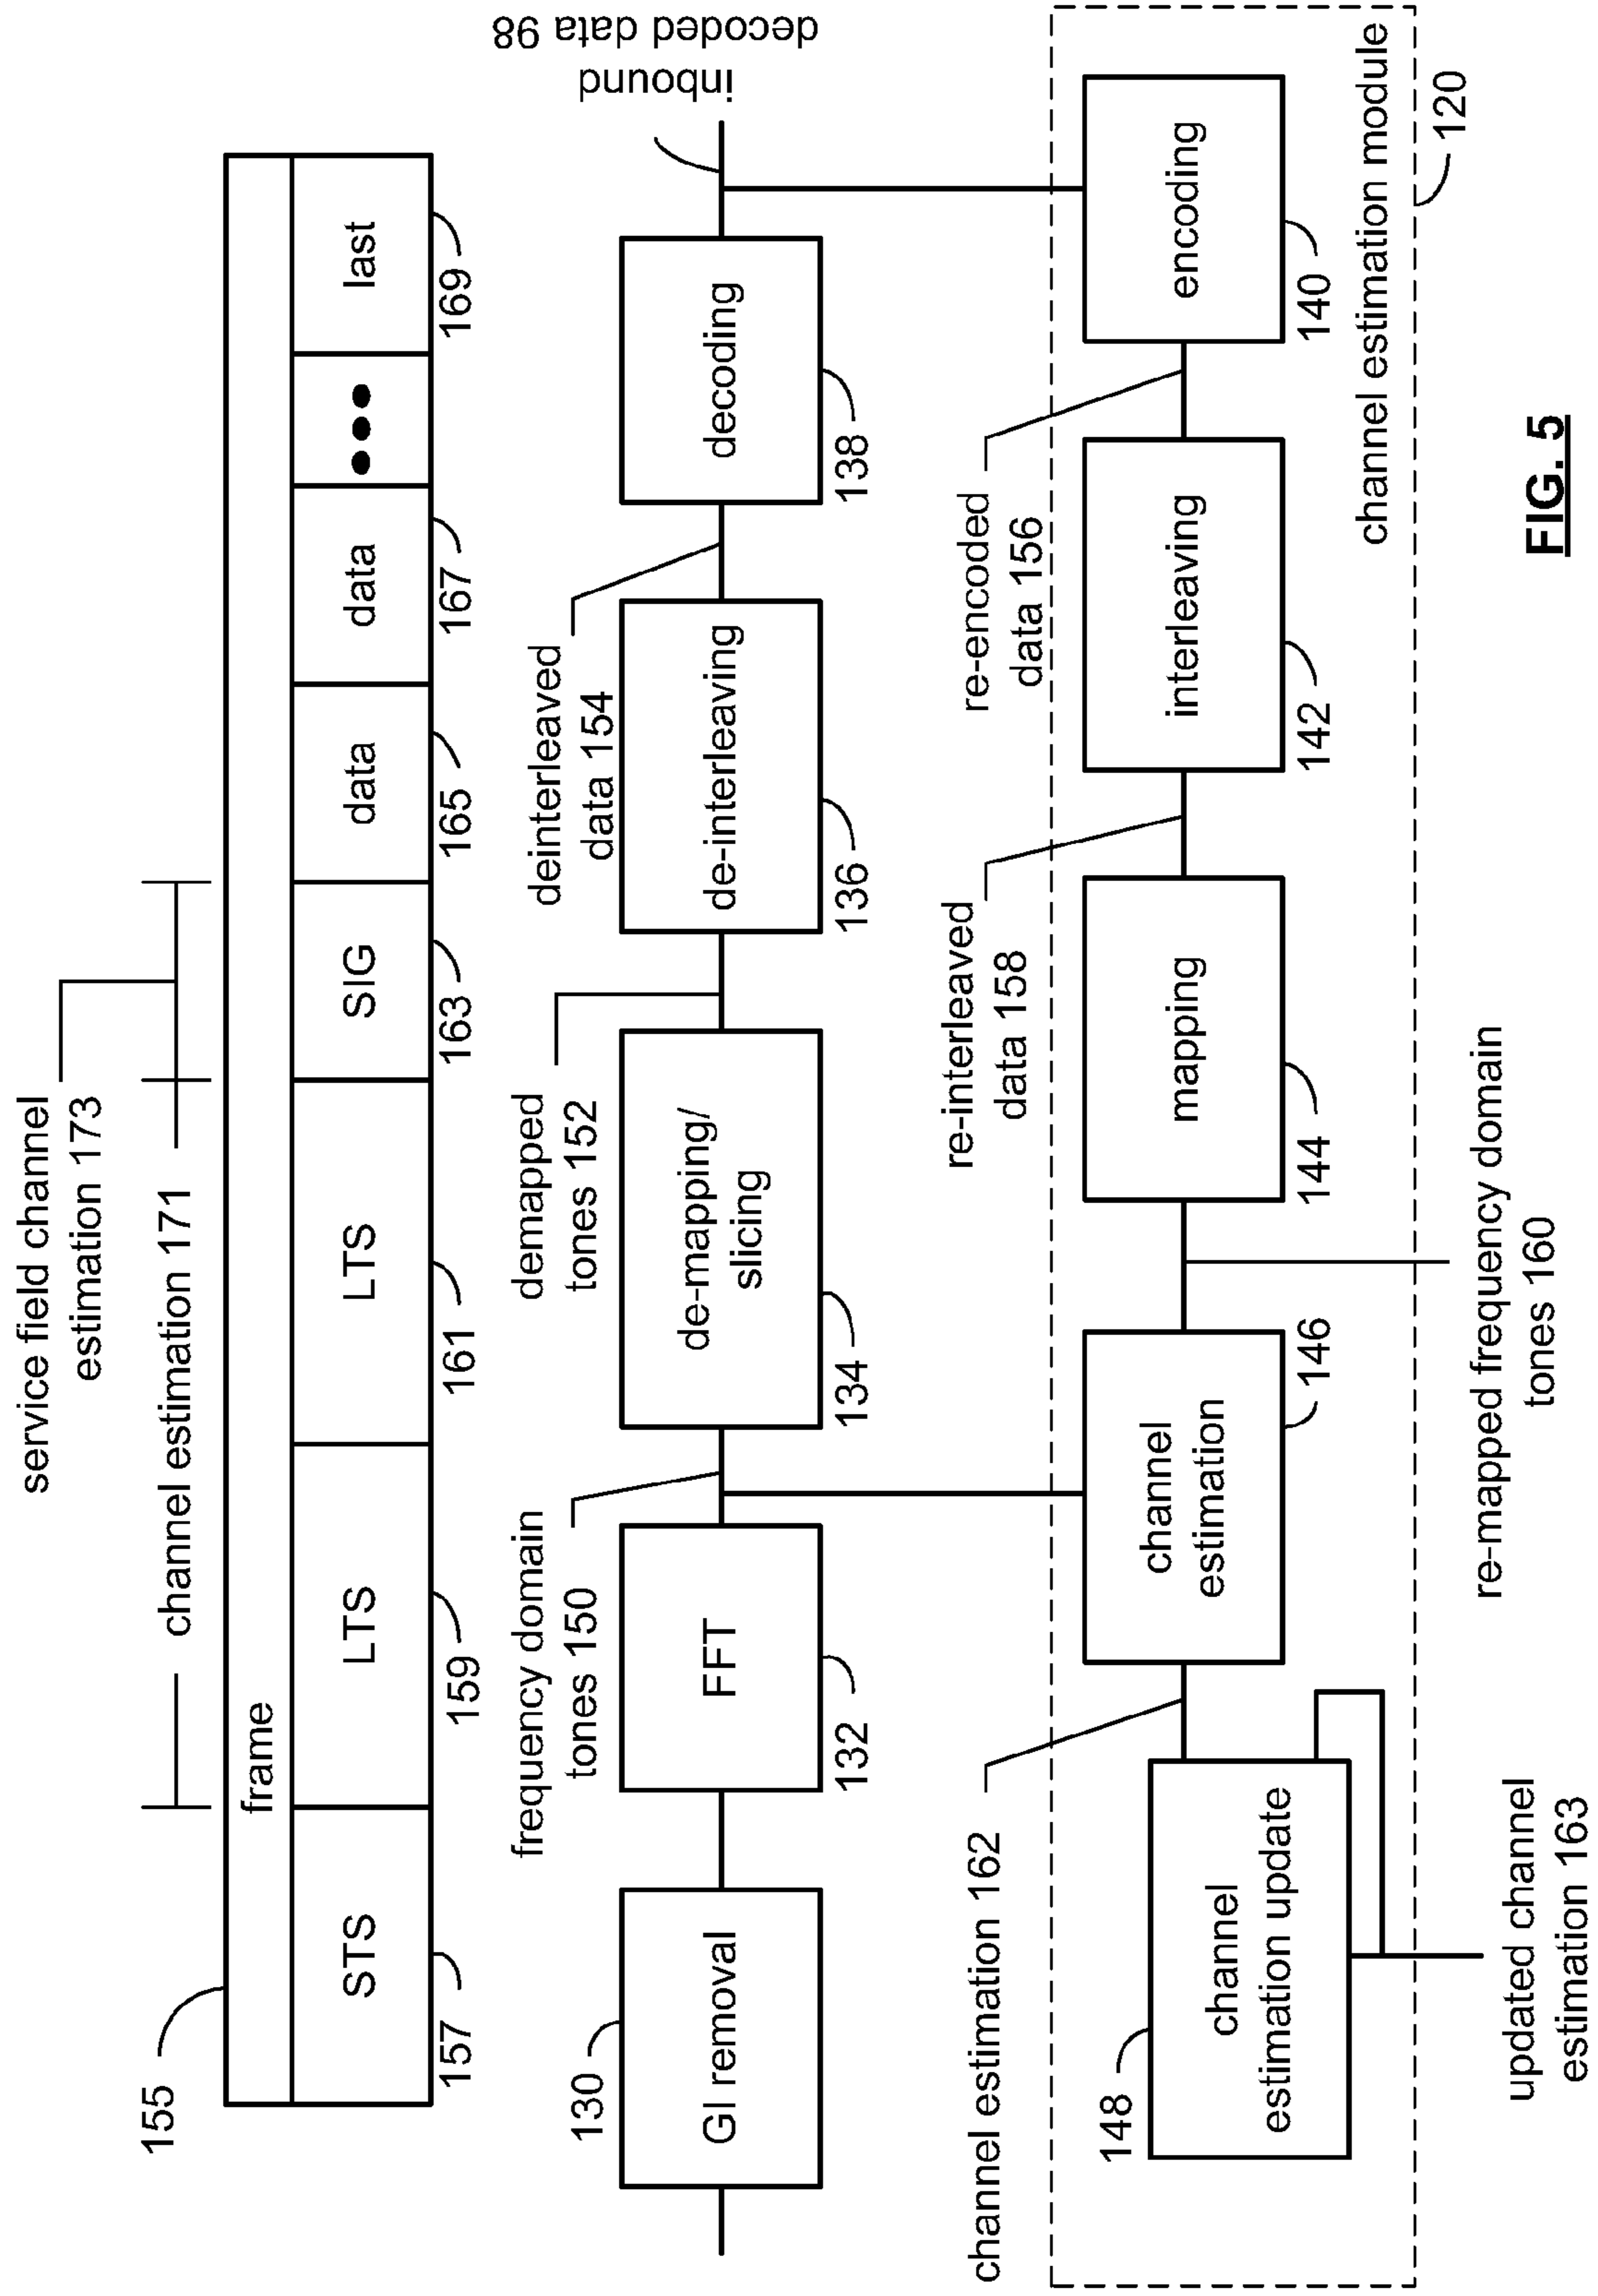 service field channel
estimation 173
channel estimation 171
155
frame
STS
LTS
LTS
SIG
data
data
●●●
last
157
159
161
163
165
167
169
130
GI removal
frequency domain
tones 150
FFT
132
demapped
tones 152
de-mapping/
slicing
134
deinterleaved
data 154
de-interleaving
136
decoding
138
inbound
decoded data 98
channel estimation 162
148
channel
estimation update
channel
estimation
146
re-interleaved
data 158
mapping
144
re-encoded
data 156
interleaving
142
encoding
140
channel estimation module
120
updated channel
estimation 163
re-mapped frequency domain
tones 160
FIG. 5